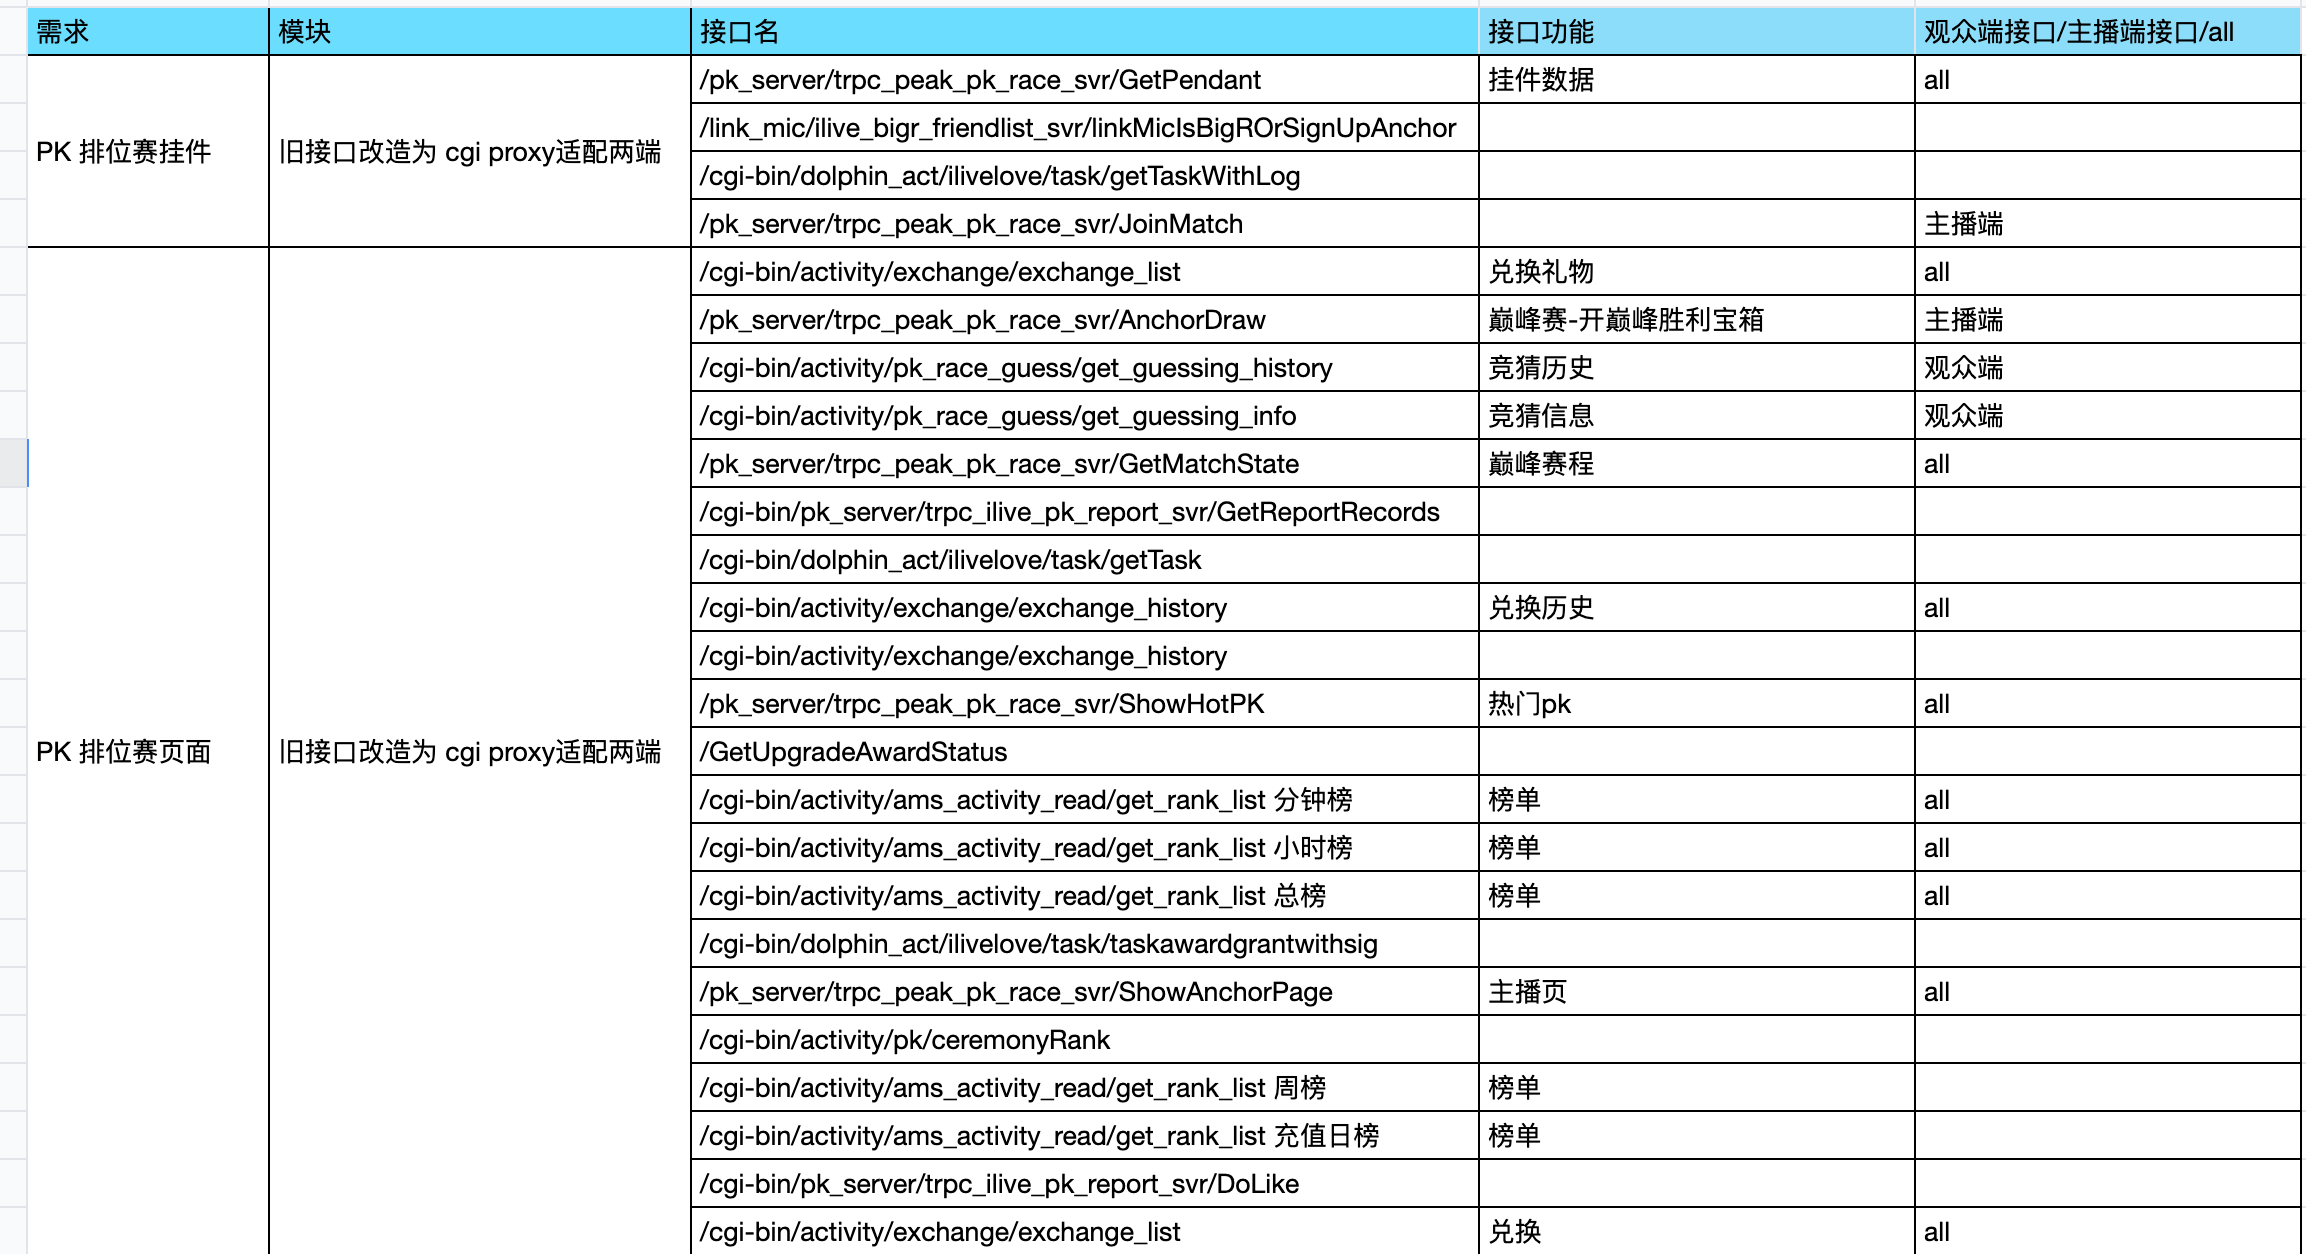 需求 模块 接口名 接口功能 观众端接口/主播端接口/all
/pk_server/trpc_peak_pk_race_svr/GetPendant 挂件数据 all
/link_mic/ilive_bigr_friendlist_svr/linkMicIsBigROrSignUpAnchor
PK 排位赛挂件 旧接口改造为 cgi proxy适配两端
/cgi-bin/dolphin_act/ilivelove/task/getTaskWithLog
/pk_server/trpc_peak_pk_race_svr/JoinMatch 主播端
/cgi-bin/activity/exchange/exchange_list 兑换礼物 all
/pk_server/trpc_peak_pk_race_svr/AnchorDraw 巅峰赛-开巅峰胜利宝箱 主播端
/cgi-bin/activity/pk_race_guess/get_guessing_history 竞猜历史 观众端
/cgi-bin/activity/pk_race_guess/get_guessing_info 竞猜信息 观众端
/pk_server/trpc_peak_pk_race_svr/GetMatchState 巅峰赛程 all
/cgi-bin/pk_server/trpc_ilive_pk_report_svr/GetReportRecords
/cgi-bin/dolphin_act/ilivelove/task/getTask
/cgi-bin/activity/exchange/exchange_history 兑换历史 all
/cgi-bin/activity/exchange/exchange_history
/pk_server/trpc_peak_pk_race_svr/ShowHotPK 热门pk all
PK 排位赛页面 旧接口改造为 cgi proxy适配两端 /GetUpgradeAwardStatus
/cgi-bin/activity/ams_activity_read/get_rank_list 分钟榜 榜单 all
/cgi-bin/activity/ams_activity_read/get_rank_list 小时榜 榜单 all
/cgi-bin/activity/ams_activity_read/get_rank_list 总榜 榜单 all
/cgi-bin/dolphin_act/ilivelove/task/taskawardgrantwithsig
/pk_server/trpc_peak_pk_race_svr/ShowAnchorPage 主播页 all
/cgi-bin/activity/pk/ceremonyRank
/cgi-bin/activity/ams_activity_read/get_rank_list 周榜 榜单
/cgi-bin/activity/ams_activity_read/get_rank_list 充值日榜 榜单
/cgi-bin/pk_server/trpc_ilive_pk_report_svr/DoLike
/cgi-bin/activity/exchange/exchange_list 兑换 all